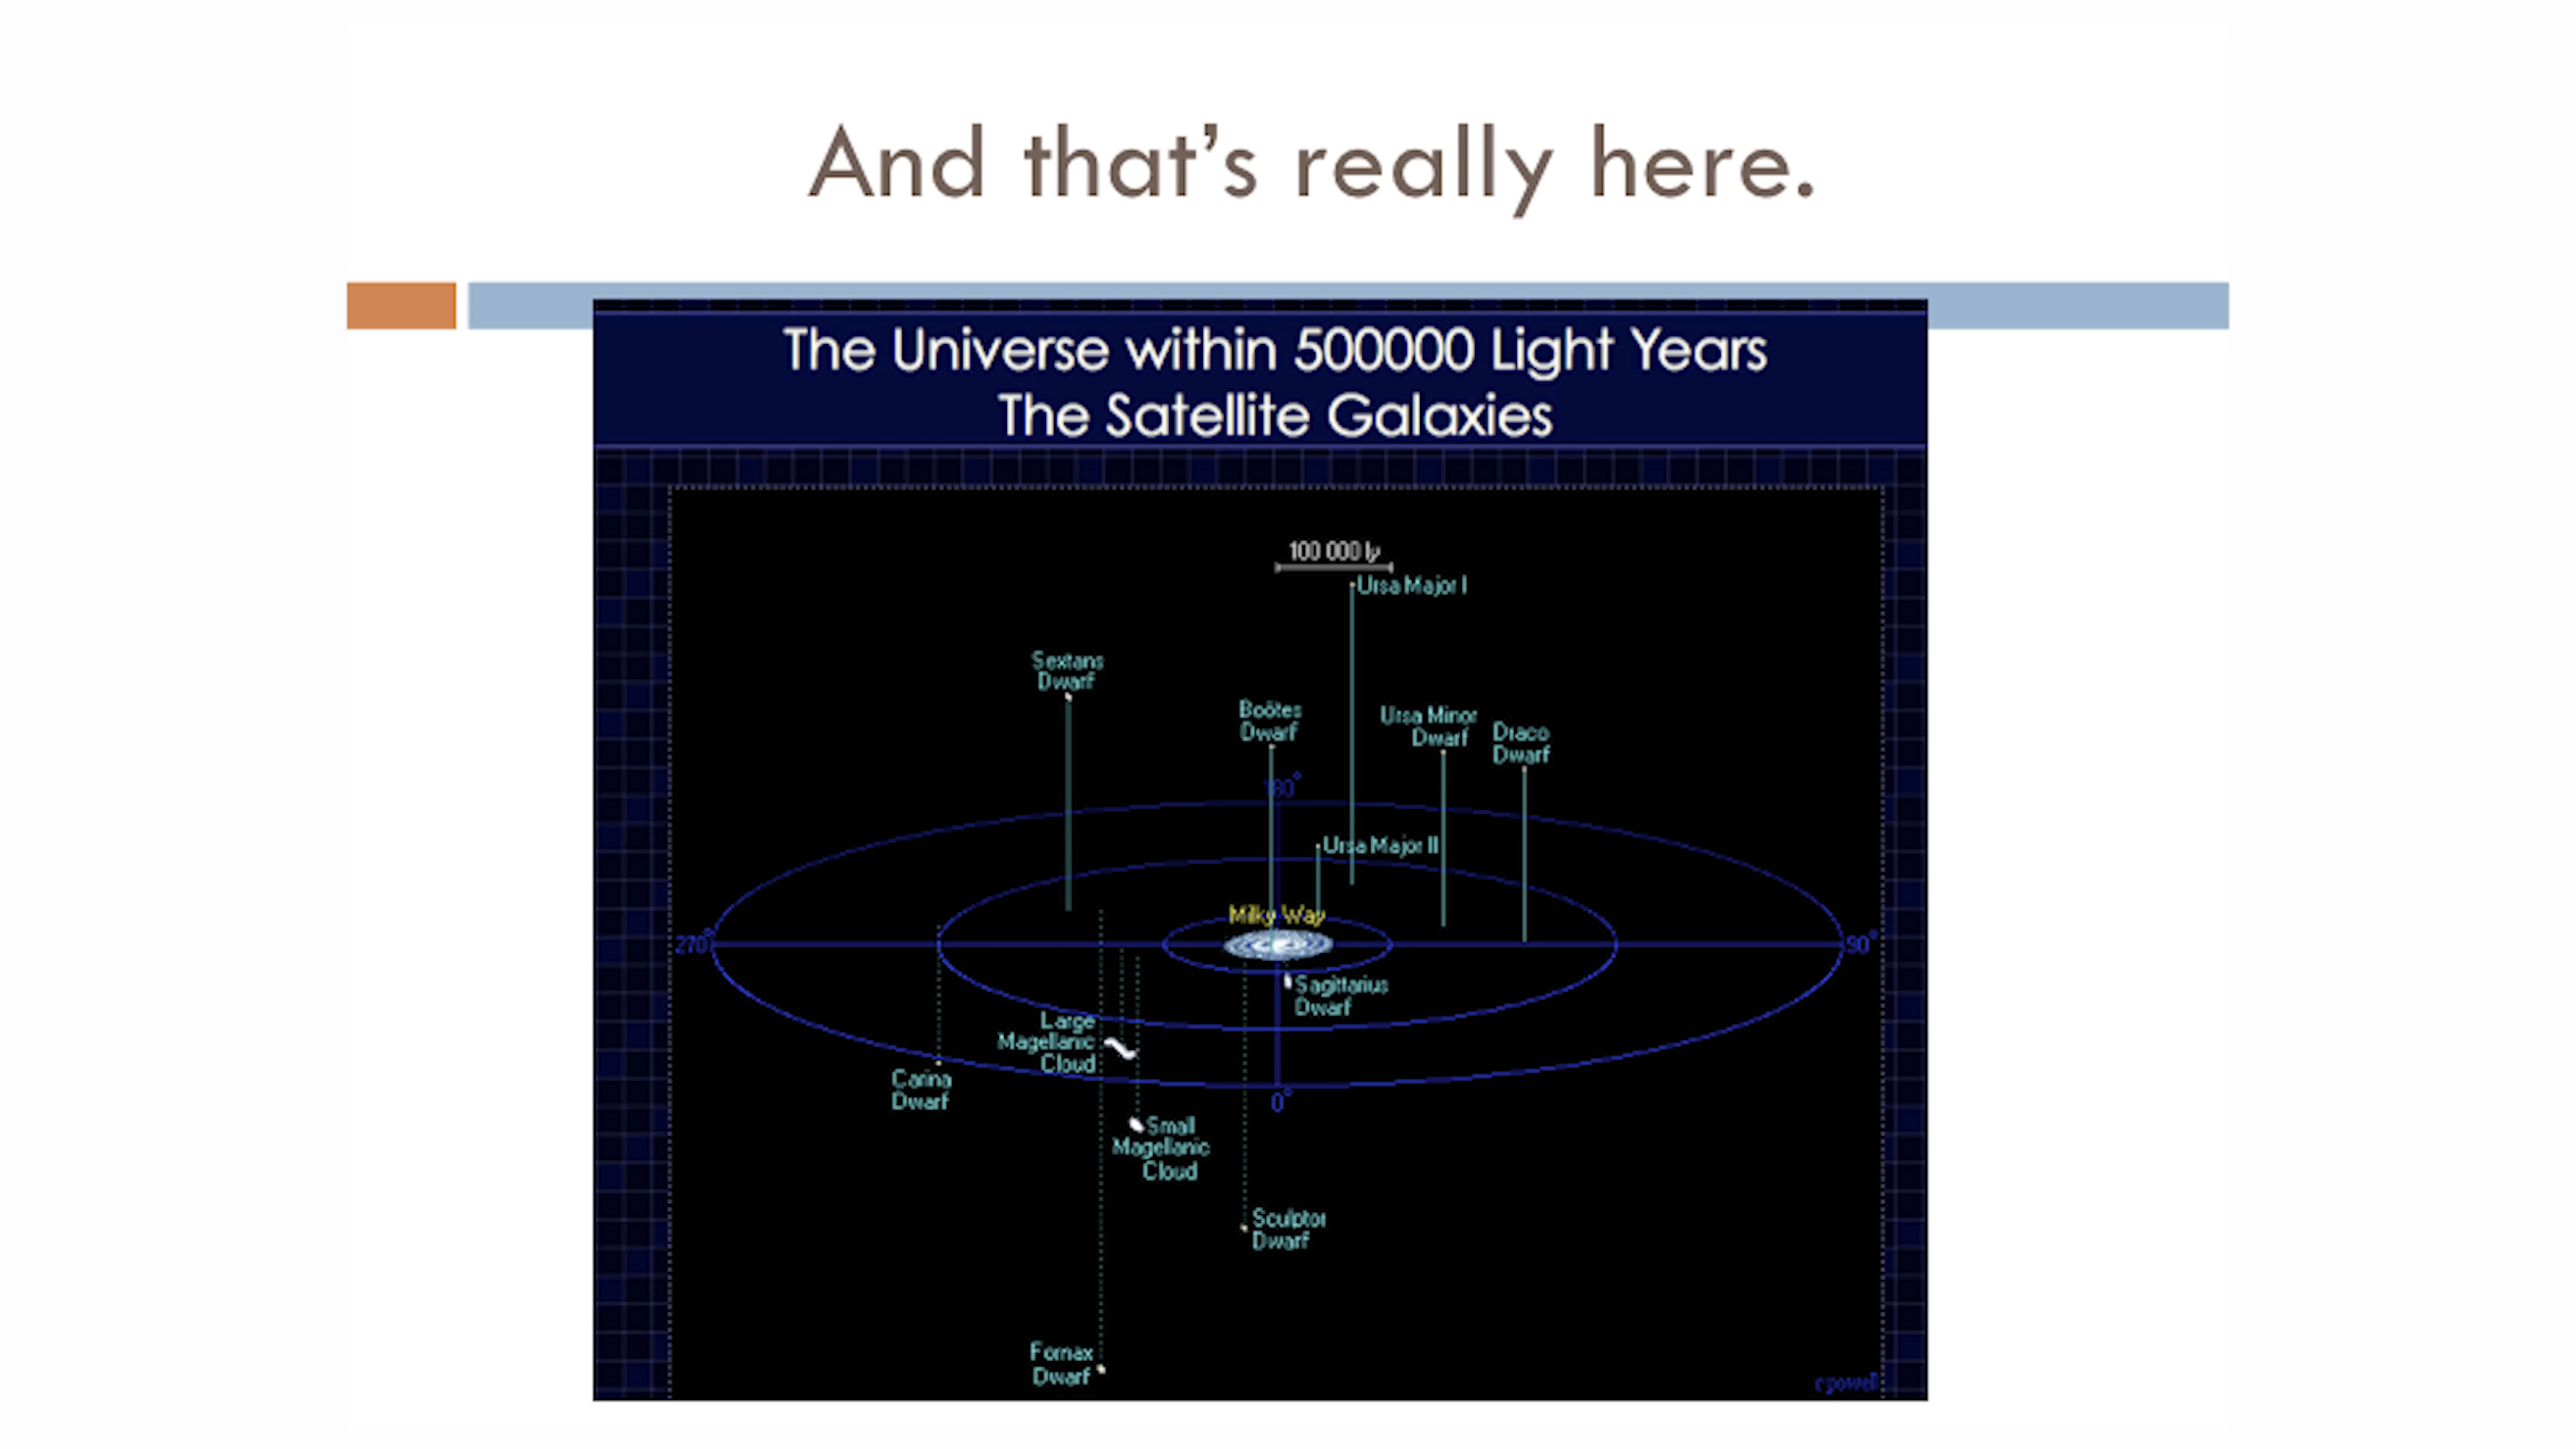 And that’s really here.
The Universe within 500000 Light Years
The Satellite Galaxies
100 000 ly
Ursa Major I
Sextans
Dwarf
Boötes
Dwarf
Ursa Minor
Dwarf
Draco
Dwarf
180°
Ursa Major II
Milky Way
270°
90°
Sagittarius
Dwarf
Large
Magellanic
Cloud
Carina
Dwarf
0°
Small
Magellanic
Cloud
Sculptor
Dwarf
Fornax
Dwarf
cpowell